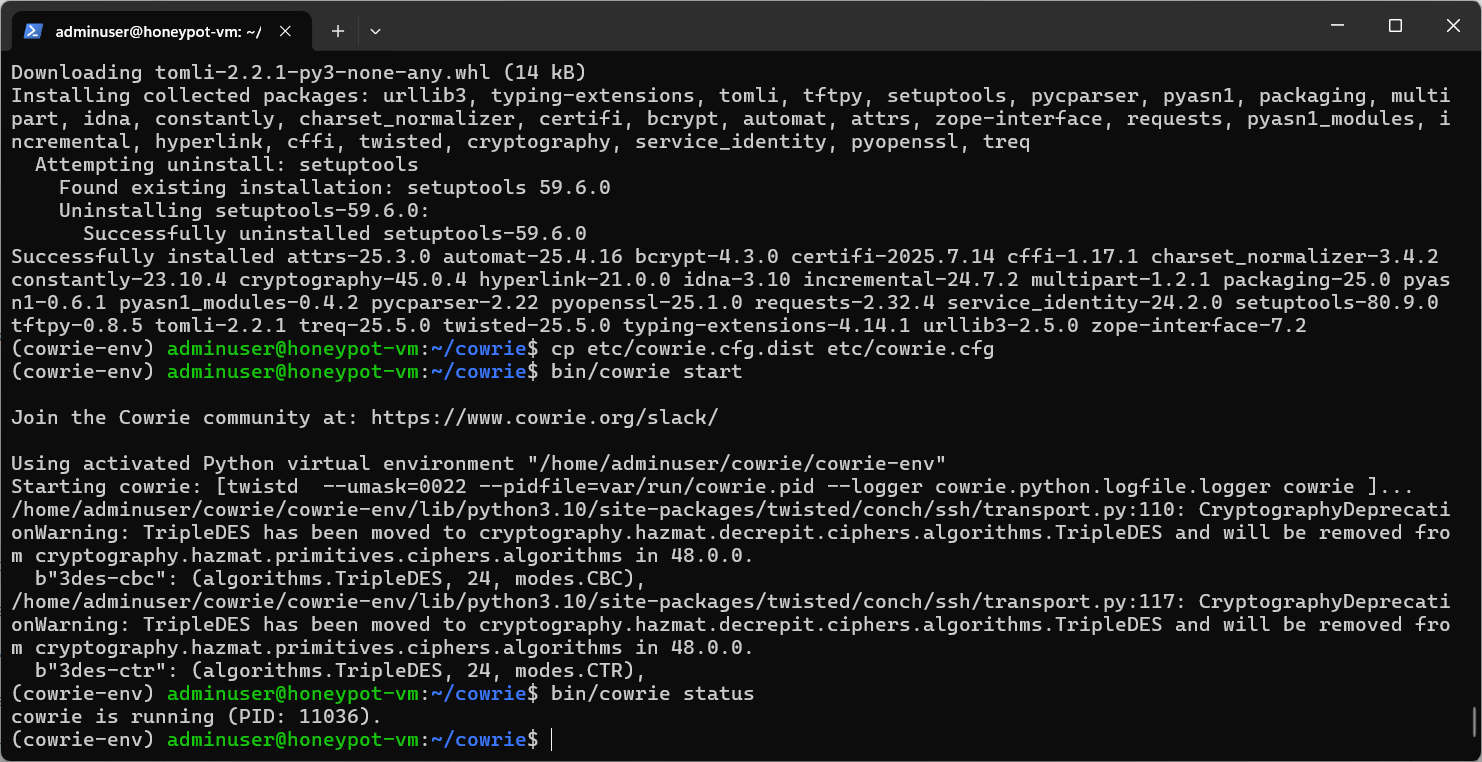 adminuser@honeypot-vm: ~/
Downloading tomli-2.2.1-py3-none-any.whl (14 kB)
Installing collected packages: urllib3, typing-extensions, tomli, tftpy, setuptools, pycparser, pyasn1, packaging, multi
part, idna, constantly, charset_normalizer, certifi, bcrypt, automat, attrs, zope-interface, requests, pyasn1_modules, i
ncremental, hyperlink, cffi, twisted, cryptography, service_identity, pyopenssl, treq
  Attempting uninstall: setuptools
    Found existing installation: setuptools 59.6.0
    Uninstalling setuptools-59.6.0:
      Successfully uninstalled setuptools-59.6.0
Successfully installed attrs-25.3.0 automat-25.4.16 bcrypt-4.3.0 certifi-2025.7.14 cffi-1.17.1 charset_normalizer-3.4.2
constantly-23.10.4 cryptography-45.0.4 hyperlink-21.0.0 idna-3.10 incremental-24.7.2 multipart-1.2.1 packaging-25.0 pyas
n1-0.6.1 pyasn1_modules-0.4.2 pycparser-2.22 pyopenssl-25.1.0 requests-2.32.4 service_identity-24.2.0 setuptools-80.9.0
tftpy-0.8.5 tomli-2.2.1 treq-25.5.0 twisted-25.5.0 typing-extensions-4.14.1 urllib3-2.5.0 zope-interface-7.2
(cowrie-env) adminuser@honeypot-vm:~/cowrie$ cp etc/cowrie.cfg.dist etc/cowrie.cfg
(cowrie-env) adminuser@honeypot-vm:~/cowrie$ bin/cowrie start

Join the Cowrie community at: https://www.cowrie.org/slack/

Using activated Python virtual environment "/home/adminuser/cowrie/cowrie-env"
Starting cowrie: [twistd  --umask=0022 --pidfile=var/run/cowrie.pid --logger cowrie.python.logfile.logger cowrie ]...
/home/adminuser/cowrie/cowrie-env/lib/python3.10/site-packages/twisted/conch/ssh/transport.py:110: CryptographyDeprecati
onWarning: TripleDES has been moved to cryptography.hazmat.decrepit.ciphers.algorithms.TripleDES and will be removed fro
m cryptography.hazmat.primitives.ciphers.algorithms in 48.0.0.
  b"3des-cbc": (algorithms.TripleDES, 24, modes.CBC),
/home/adminuser/cowrie/cowrie-env/lib/python3.10/site-packages/twisted/conch/ssh/transport.py:117: CryptographyDeprecati
onWarning: TripleDES has been moved to cryptography.hazmat.decrepit.ciphers.algorithms.TripleDES and will be removed fro
m cryptography.hazmat.primitives.ciphers.algorithms in 48.0.0.
  b"3des-ctr": (algorithms.TripleDES, 24, modes.CTR),
(cowrie-env) adminuser@honeypot-vm:~/cowrie$ bin/cowrie status
cowrie is running (PID: 11036).
(cowrie-env) adminuser@honeypot-vm:~/cowrie$